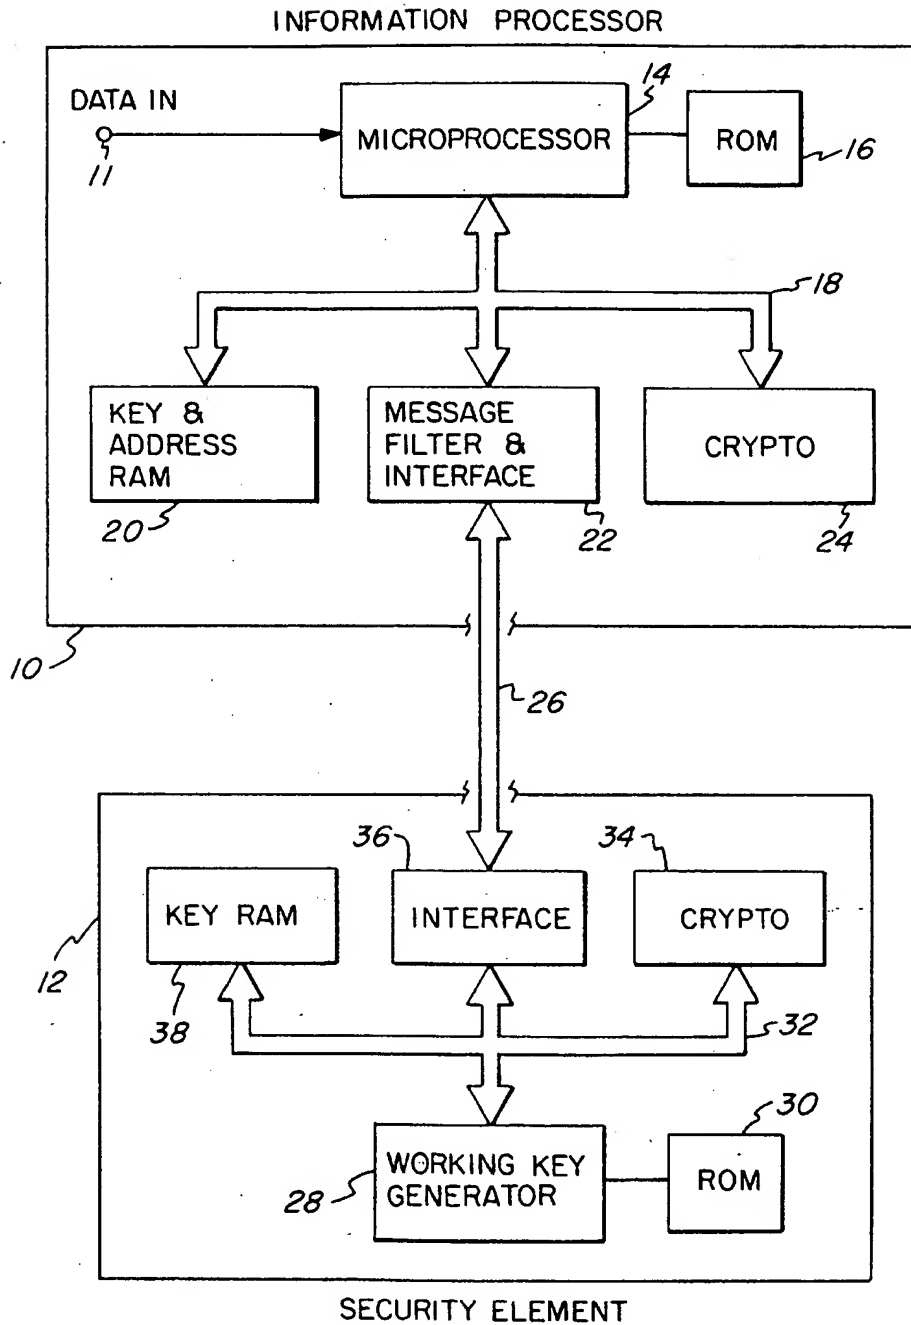 INFORMATION PROCESSOR
DATA IN
11
14
MICROPROCESSOR
ROM
16
18
KEY &
ADDRESS
RAM
20
MESSAGE
FILTER &
INTERFACE
22
CRYPTO
24
10
26
12
36
34
KEY RAM
38
INTERFACE
CRYPTO
32
30
WORKING KEY
GENERATOR
28
ROM
SECURITY ELEMENT